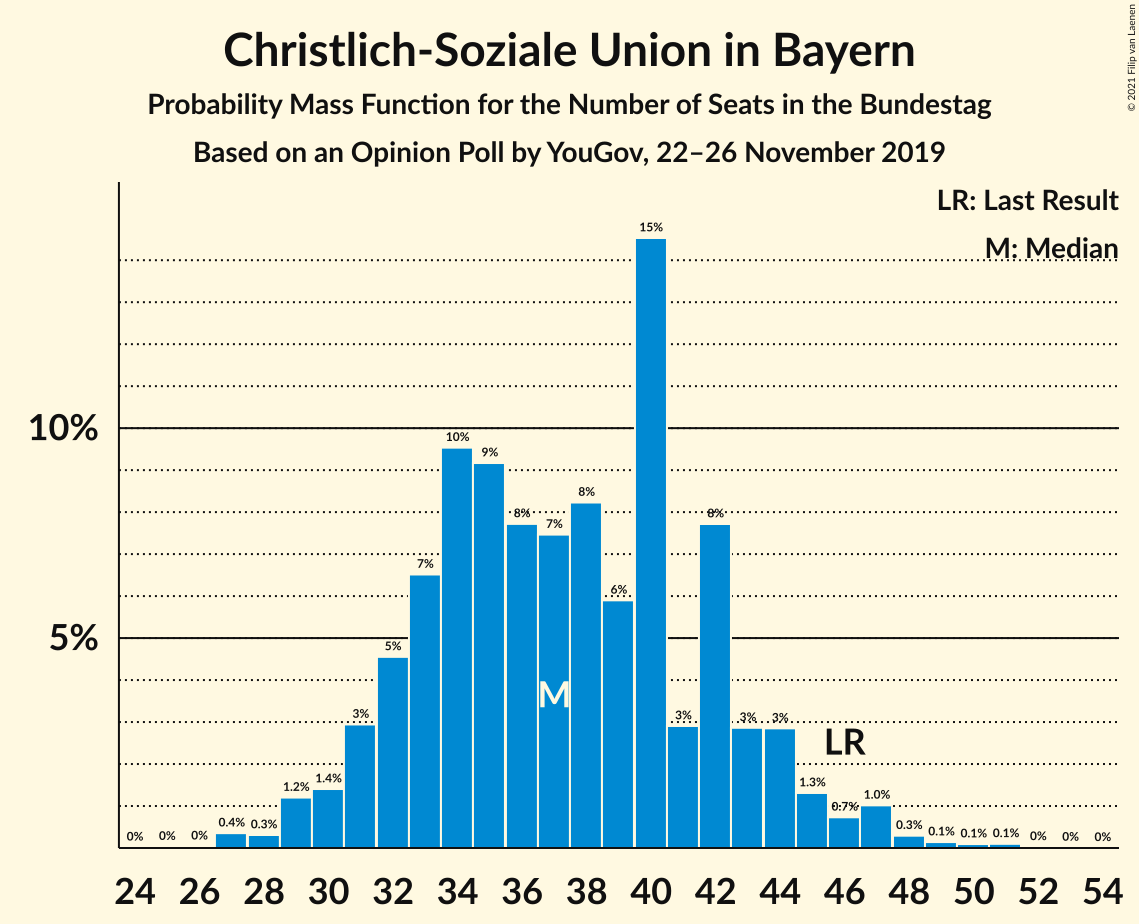 Christlich-Soziale Union in Bayern
Probability Mass Function for the Number of Seats in the Bundestag
Based on an Opinion Poll by YouGov, 22–26 November 2019
© 2021 Filip van Laenen
LR: Last Result
M: Median
10%
5%
0% 0% 0% 0.4% 0.3% 1.2% 1.4% 3% 5% 7% 10% 9% 8% 7% 8% 6% 15% 3% 8% 3% 3% 1.3% 0.7% 1.0% 0.3% 0.1% 0.1% 0.1% 0% 0% 0%
M
LR
24 26 28 30 32 34 36 38 40 42 44 46 48 50 52 54